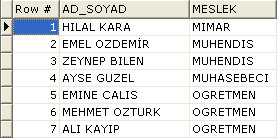 Row # AD_SOYAD MESLEK
1 HILAL KARA MIMAR
2 EMEL OZDEMİR MUHENDIS
3 ZEYNEP BILEN MUHENDIS
4 AYSE GUZEL MUHASEBECI
5 EMINE CALIS OGRETMEN
6 MEHMET OZTURK OGRETMEN
7 ALI KAYIP OGRETMEN